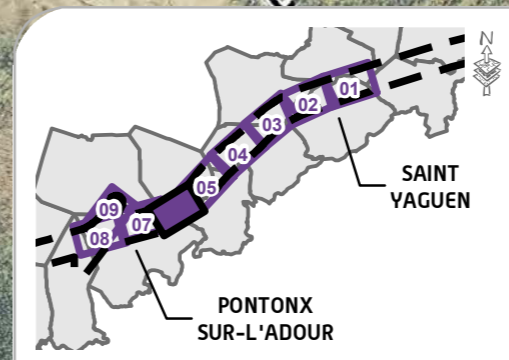 N
01
02
03
04
05
09
07
08
SAINT
YAGUEN
PONTONX
SUR-L'ADOUR